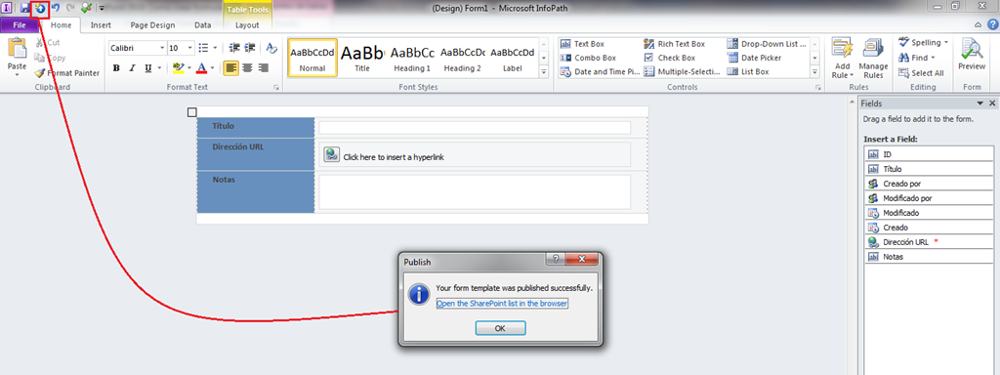 Table Tools
(Design) Form1 - Microsoft InfoPath
File
Home
Insert
Page Design
Data
Layout
Paste
Cut
Copy
Format Painter
Clipboard
Calibri
10
B I U
Format Text
AaBbCcDd
Normal
AaBb
Title
AaBbCc
Heading 1
AaBbCcDc
Heading 2
AaBbCcDd
Label
Font Styles
Text Box
Combo Box
Date and Time Pi...
Rich Text Box
Check Box
Multiple-Selecti...
Drop-Down List ...
Date Picker
List Box
Controls
Add
Rule
Manage
Rules
Rules
Spelling
Find
Select All
Editing
Preview
Form
Título
Dirección URL
Click here to insert a hyperlink
Notas
Fields
Drag a field to add it to the form.
Insert a Field:
ID
Título
Creado por
Modificado por
Modificado
Creado
Dirección URL *
Notas
Publish
Your form template was published successfully.
Open the SharePoint list in the browser
OK